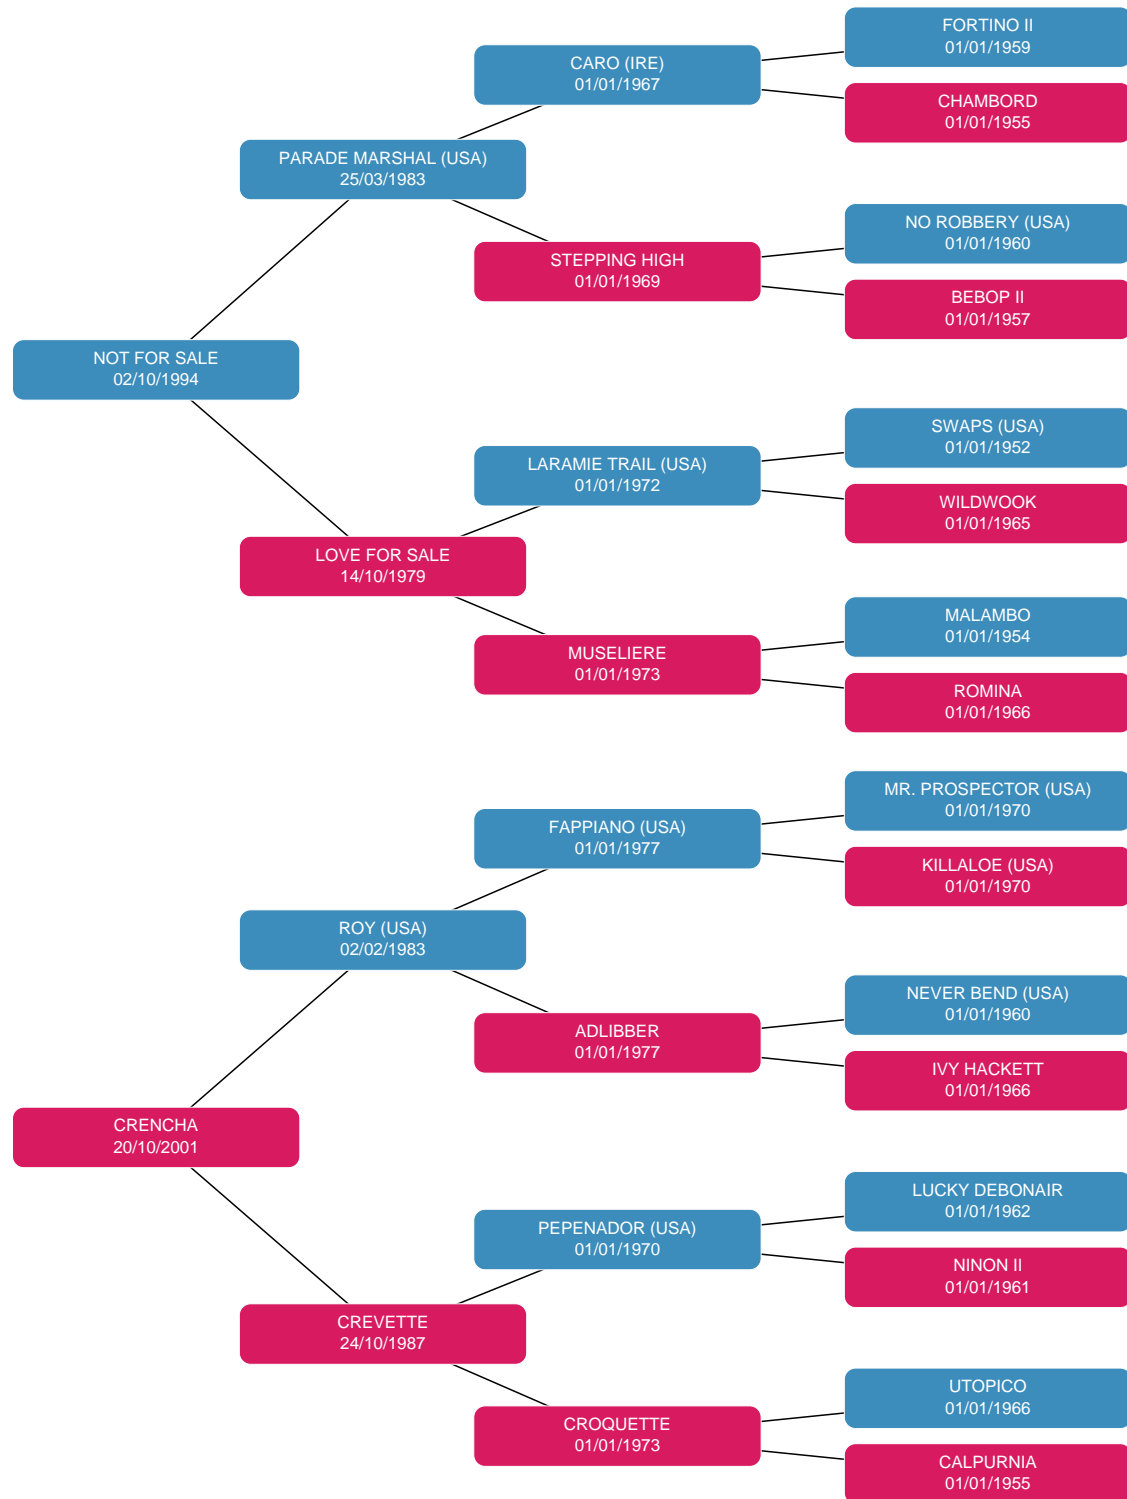 FORTINO II
01/01/1959
CARO (IRE)
01/01/1967
CHAMBORD
01/01/1955
PARADE MARSHAL (USA)
25/03/1983
NO ROBBERY (USA)
01/01/1960
STEPPING HIGH
01/01/1969
BEBOP II
01/01/1957
NOT FOR SALE
02/10/1994
SWAPS (USA)
01/01/1952
LARAMIE TRAIL (USA)
01/01/1972
WILDWOOK
01/01/1965
LOVE FOR SALE
14/10/1979
MALAMBO
01/01/1954
MUSELIERE
01/01/1973
ROMINA
01/01/1966
MR. PROSPECTOR (USA)
01/01/1970
FAPPIANO (USA)
01/01/1977
KILLALOE (USA)
01/01/1970
ROY (USA)
02/02/1983
NEVER BEND (USA)
01/01/1960
ADLIBBER
01/01/1977
IVY HACKETT
01/01/1966
CRENCHA
20/10/2001
LUCKY DEBONAIR
01/01/1962
PEPENADOR (USA)
01/01/1970
NINON II
01/01/1961
CREVETTE
24/10/1987
UTOPICO
01/01/1966
CROQUETTE
01/01/1973
CALPURNIA
01/01/1955